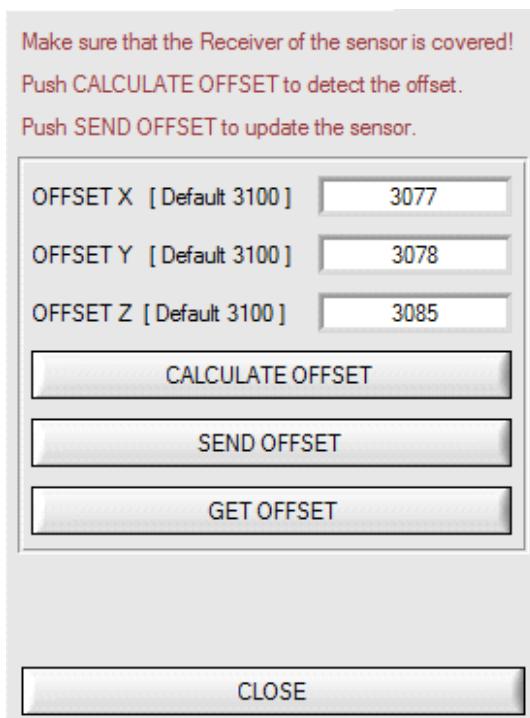 Make sure that the Receiver of the sensor is covered!
Push CALCULATE OFFSET to detect the offset.
Push SEND OFFSET to update the sensor.
OFFSET X [ Default 3100 ] 3077
OFFSET Y [ Default 3100 ] 3078
OFFSET Z [ Default 3100 ] 3085
CALCULATE OFFSET
SEND OFFSET
GET OFFSET
CLOSE